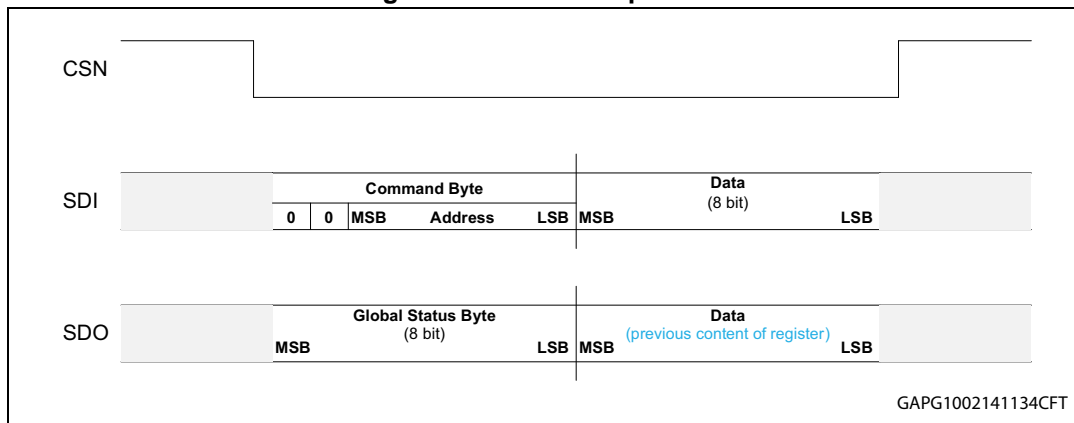 CSN
SDI
Command Byte
0 0 MSB Address LSB
Data
(8 bit)
MSB LSB
SDO
Global Status Byte
(8 bit)
MSB LSB
Data
(previous content of register)
MSB LSB
GAPG1002141134CFT